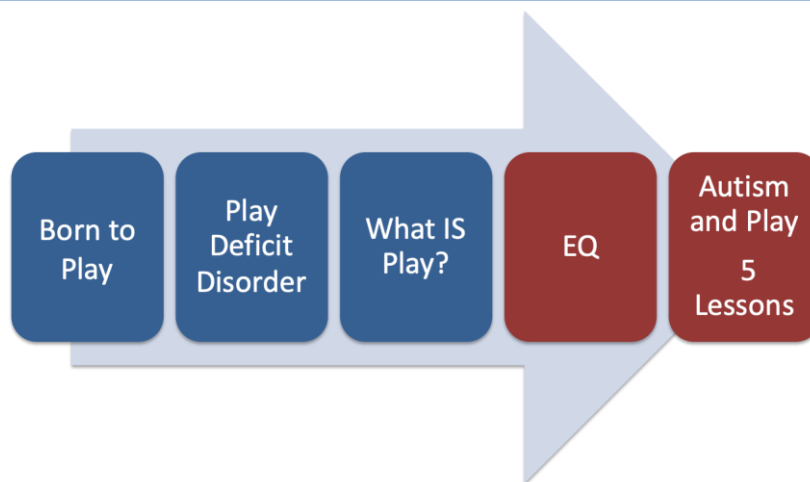 Born to
Play
Play
Deficit
Disorder
What IS
Play?
EQ
Autism
and Play
5
Lessons